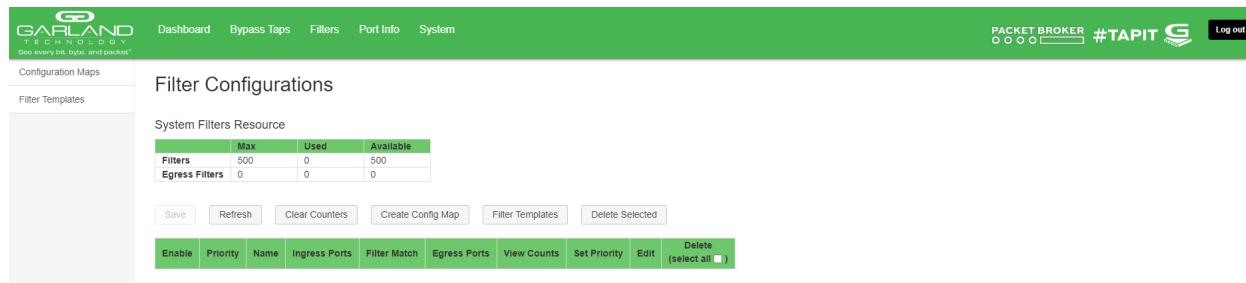 GARLAND
TECHNOLOGY
See every bit, byte, and packet®
Dashboard Bypass Taps Filters Port Info System
PACKET BROKER
#TAPIT
Log out
Configuration Maps
Filter Templates
Filter Configurations
System Filters Resource
Max Used Available
Filters 500 0 500
Egress Filters 0 0 0
Save Refresh Clear Counters Create Config Map Filter Templates Delete Selected
Enable Priority Name Ingress Ports Filter Match Egress Ports View Counts Set Priority Edit Delete
(select all )